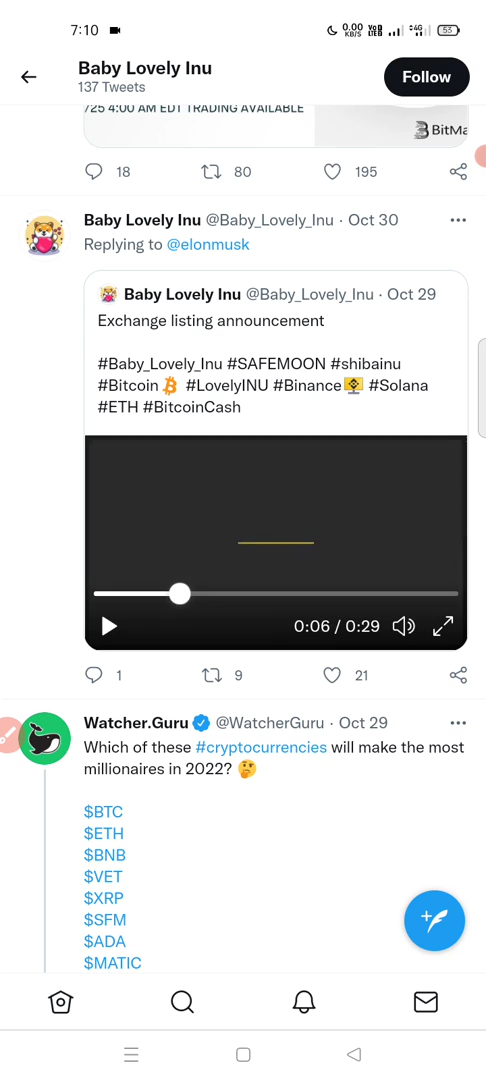 7:10
0.00 KB/S
4G
53
Baby Lovely Inu
137 Tweets
Follow
/25 4:00 AM EDT TRADING AVAILABLE
BitMa
18 80 195
Baby Lovely Inu @Baby_Lovely_Inu · Oct 30
Replying to @elonmusk
Baby Lovely Inu @Baby_Lovely_Inu · Oct 29
Exchange listing announcement
#Baby_Lovely_Inu #SAFEMOON #shibainu
#Bitcoin #LovelyINU #Binance #Solana
#ETH #BitcoinCash
0:06 / 0:29
1 9 21
Watcher.Guru @WatcherGuru · Oct 29
Which of these #cryptocurrencies will make the most
millionaires in 2022? 🤔
$BTC
$ETH
$BNB
$VET
$XRP
$SFM
$ADA
$MATIC